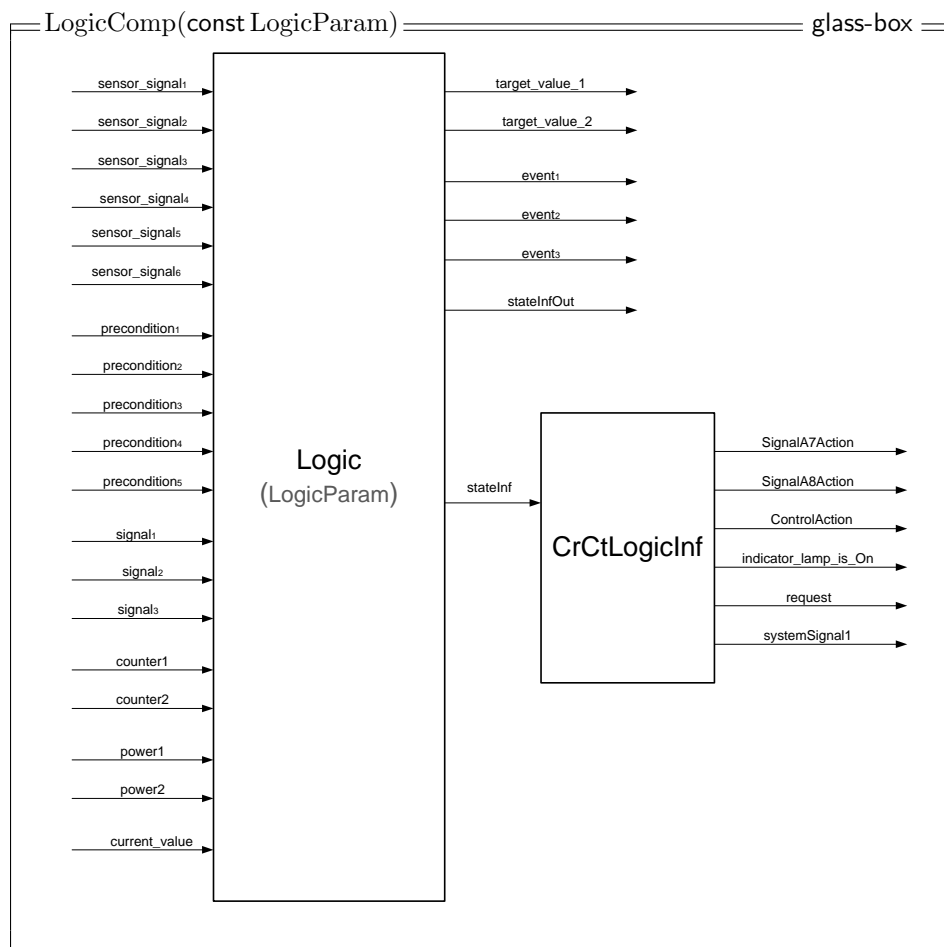 LogicComp(const LogicParam) glass-box
sensor_signal₁
sensor_signal₂
sensor_signal₃
sensor_signal₄
sensor_signal₅
sensor_signal₆
precondition₁
precondition₂
precondition₃
precondition₄
precondition₅
signal₁
signal₂
signal₃
counter1
counter2
power1
power2
current_value
Logic
(LogicParam)
target_value_1
target_value_2
event₁
event₂
event₃
stateInfOut
stateInf
CrCtLogicInf
SignalA7Action
SignalA8Action
ControlAction
indicator_lamp_is_On
request
systemSignal1